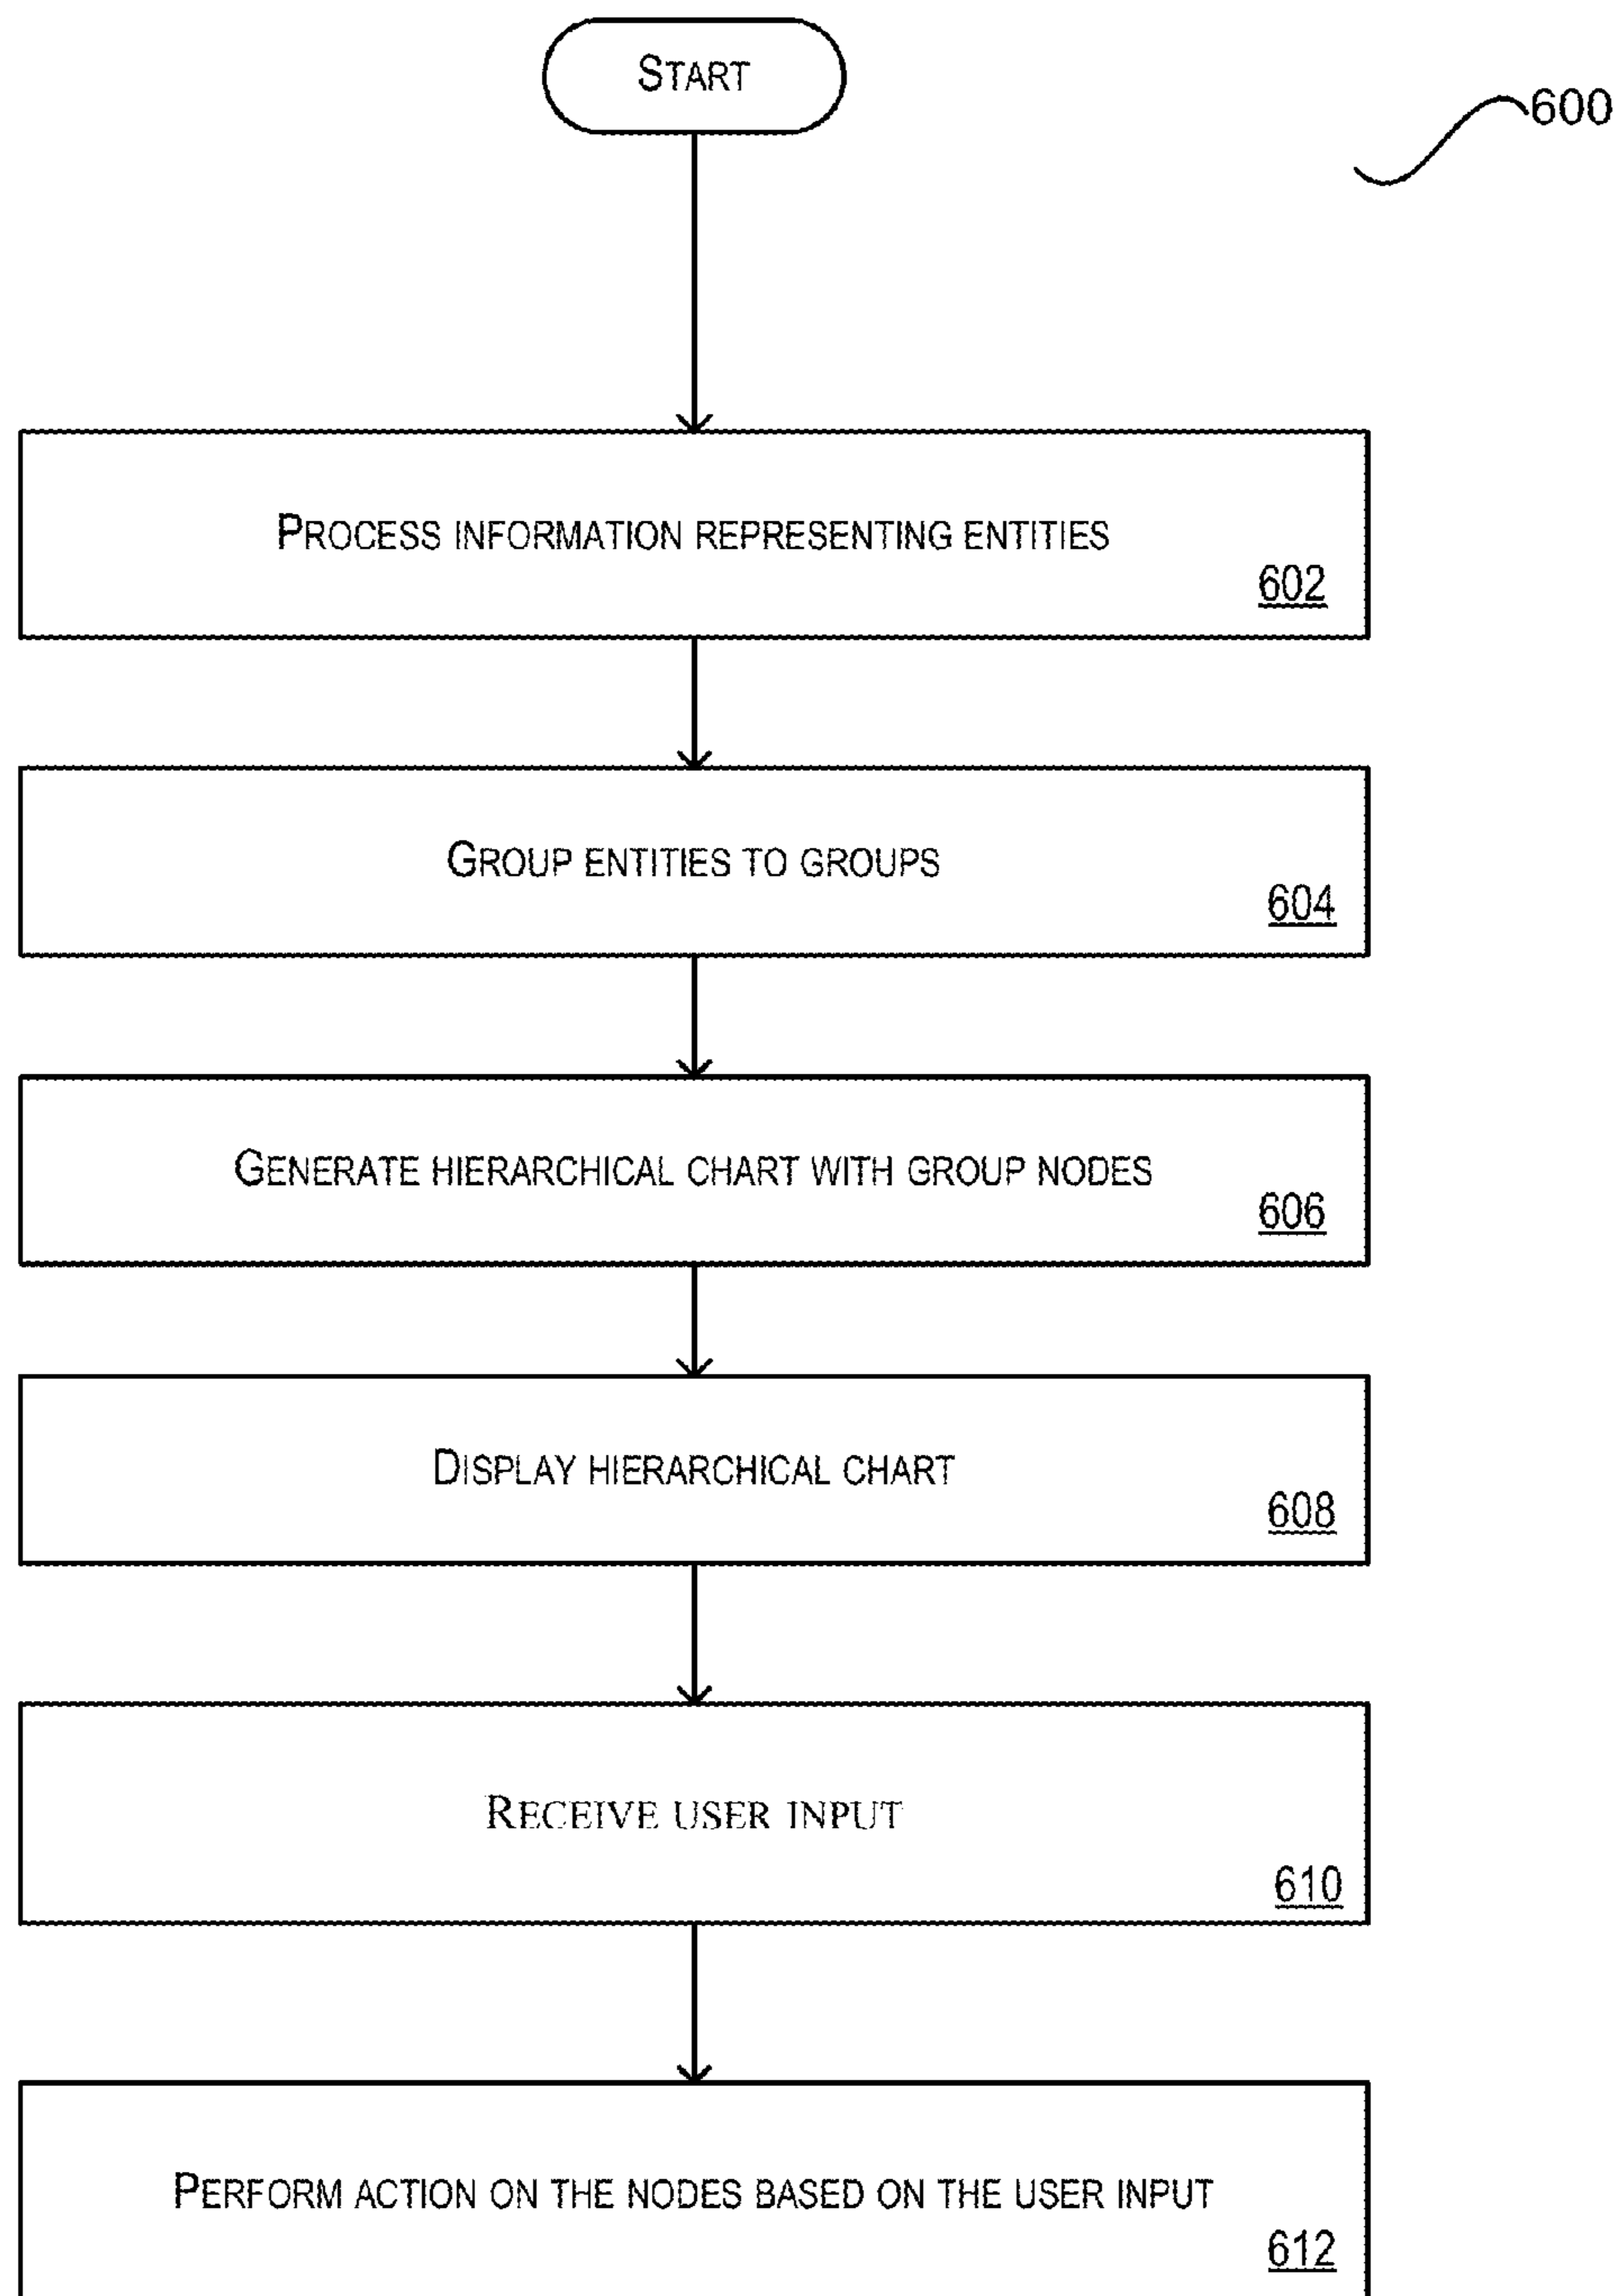 START
600
PROCESS INFORMATION REPRESENTING ENTITIES
602
GROUP ENTITIES TO GROUPS
604
GENERATE HIERARCHICAL CHART WITH GROUP NODES
606
DISPLAY HIERARCHICAL CHART
608
RECEIVE USER INPUT
610
PERFORM ACTION ON THE NODES BASED ON THE USER INPUT
612